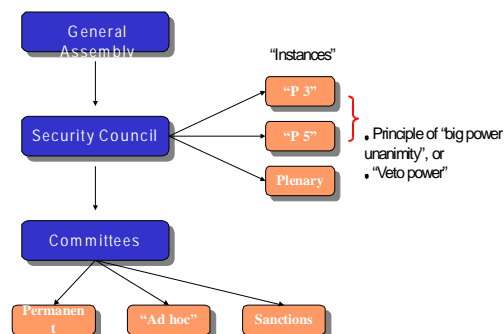 General
Assembly
"Instances"
"P 3"
Security Council
"P 5"
• Principle of "big power
unanimity", or
• "Veto power"
Plenary
Committees
Permanen
t
"Ad hoc"
Sanctions